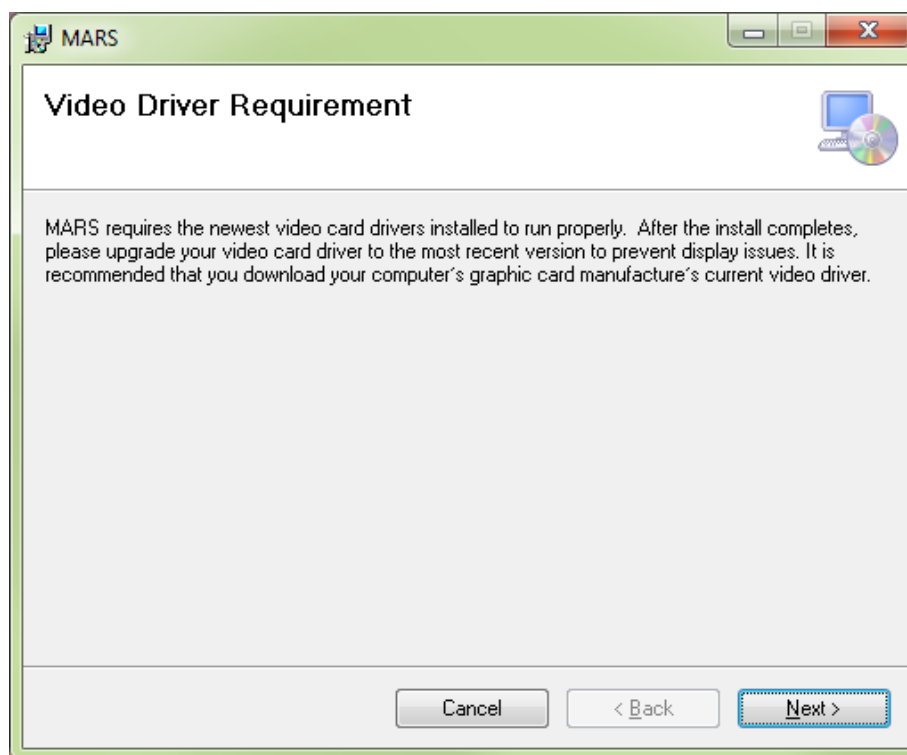 MARS
Video Driver Requirement
MARS requires the newest video card drivers installed to run properly.  After the install completes,
please upgrade your video card driver to the most recent version to prevent display issues. It is
recommended that you download your computer´s graphic card manufacture´s current video driver.
Cancel
< Back
Next >